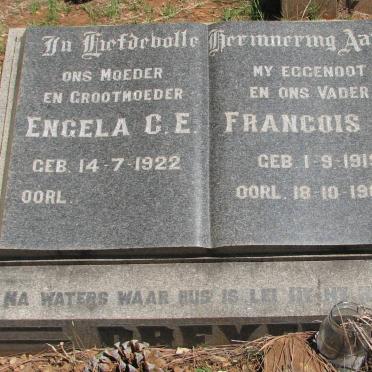 In Liefdevolle Herinnering Aan
ONS MOEDER
EN GROOTMOEDER
ENGELA C.E.
GEB. 14-7-1922
OORL.
MY EGGENOOT
EN ONS VADER
FRANCOIS
GEB 1-9-191
OORL. 18-10-19
NA WATERS WAAR RUS IS LEI HY MY